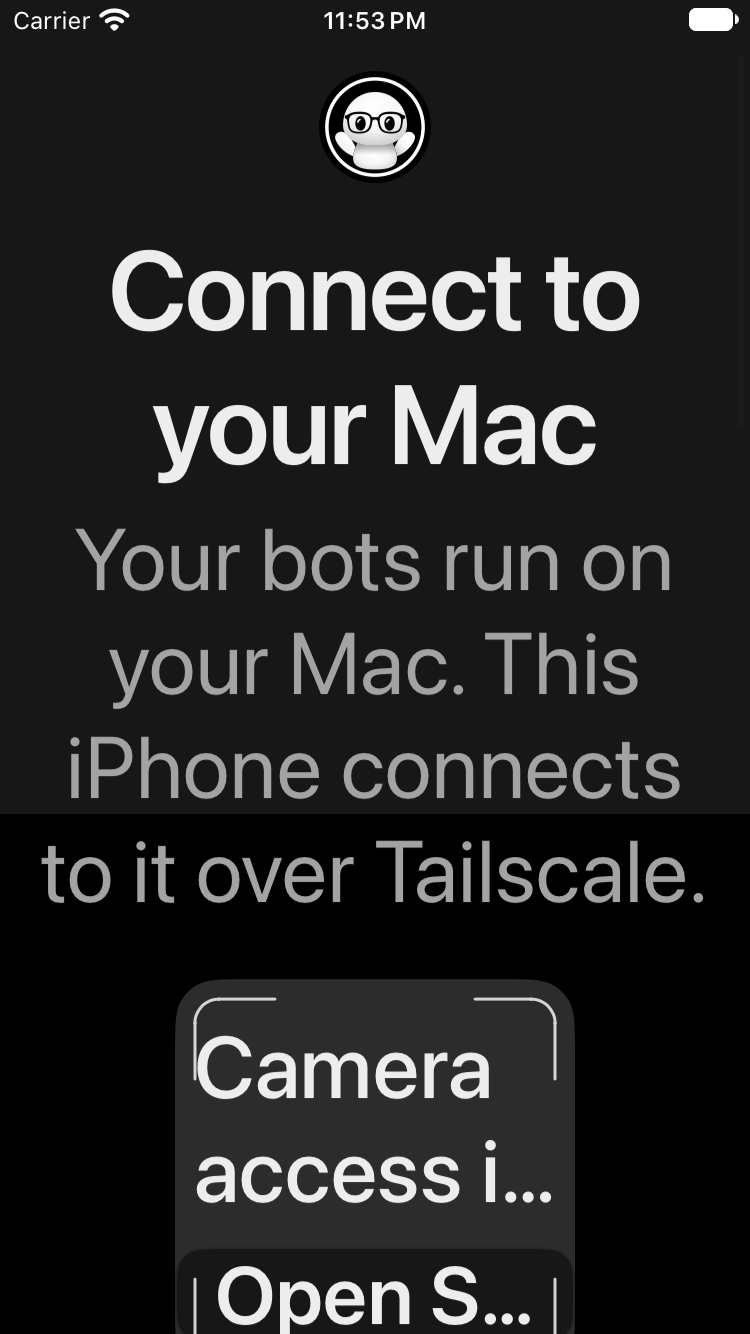 Carrier
11:53 PM
Connect to
your Mac
Your bots run on
your Mac. This
iPhone connects
to it over Tailscale.
Camera
access i...
Open S...